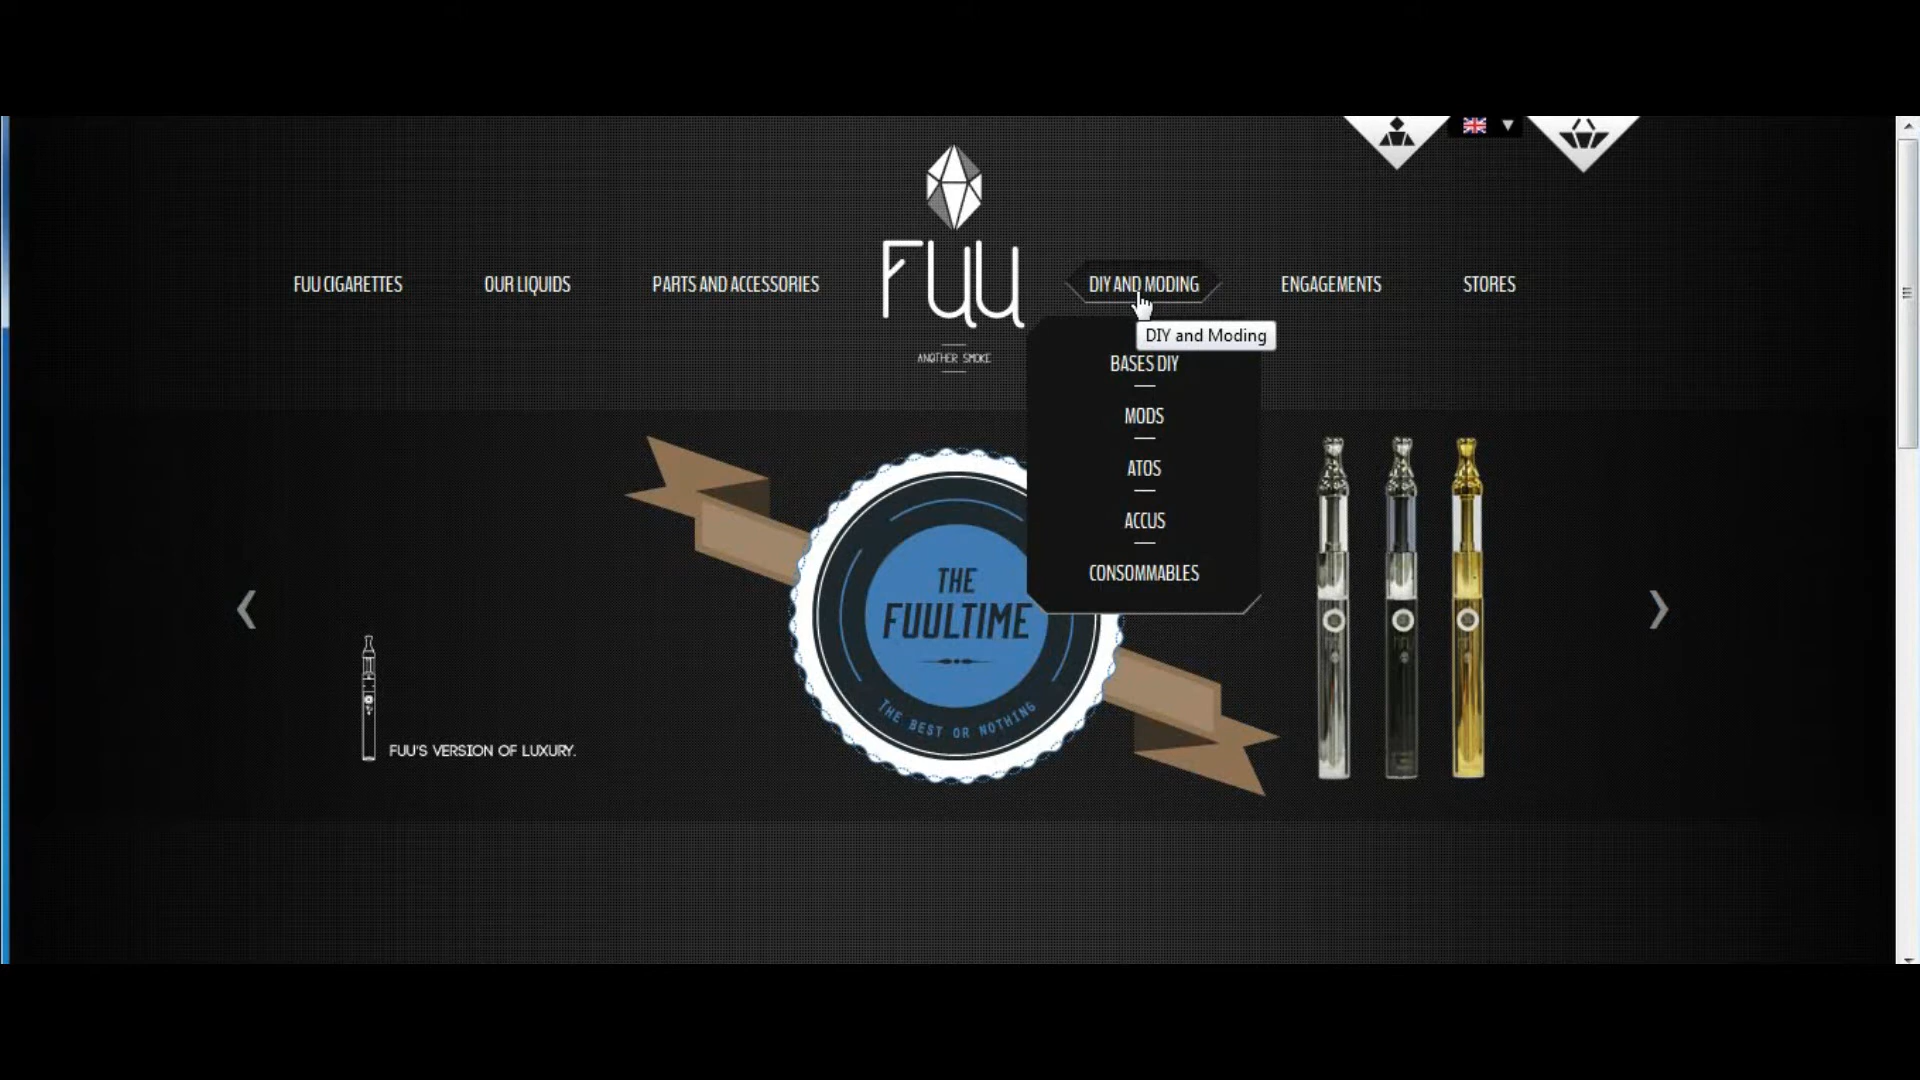 FUU CIGARETTES
OUR LIQUIDS
PARTS AND ACCESSORIES
FUU
ANOTHER SMOKE
DIY AND MODING
ENGAGEMENTS
STORES
DIY and Moding
BASES DIY
MODS
ATOS
ACCUS
CONSOMMABLES
THE
FUULTIME
THE BEST OR NOTHING
FUU'S VERSION OF LUXURY.